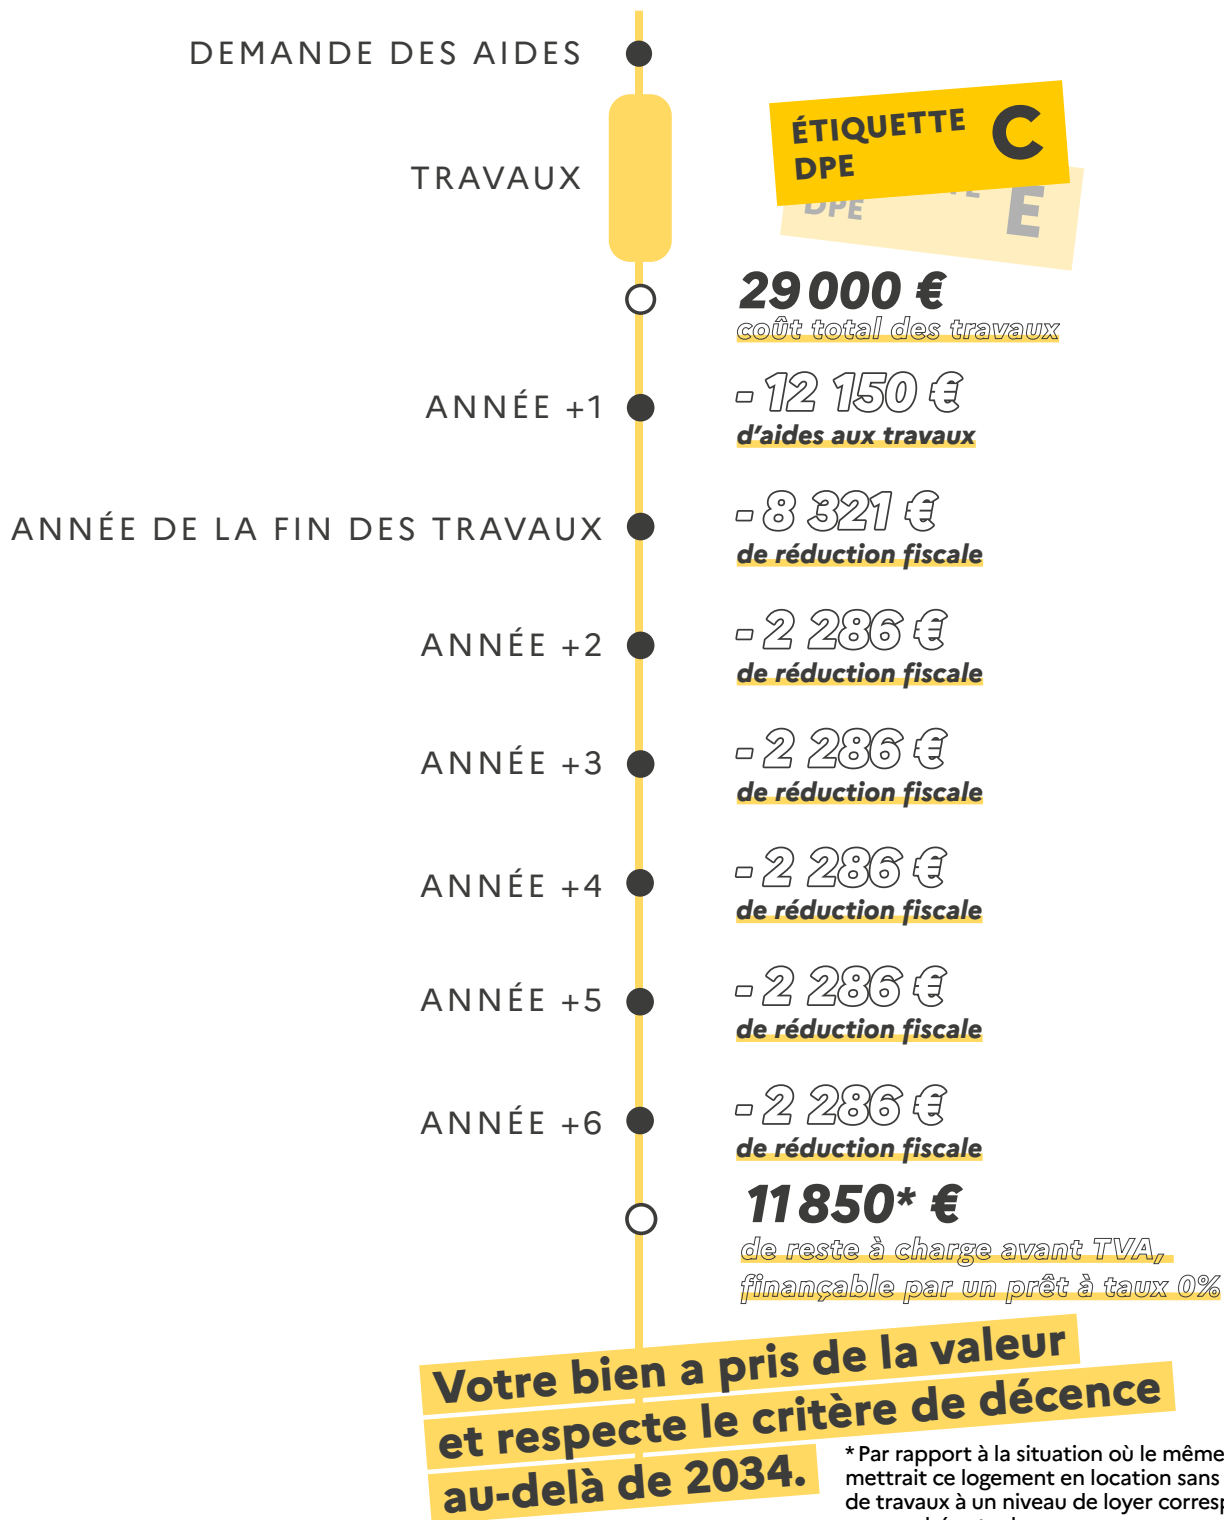 DEMANDE DES AIDES
TRAVAUX
ÉTIQUETTE
DPE
C
DPE
E
29 000 €
coût total des travaux
ANNÉE +1
- 12 150 €
d’aides aux travaux
ANNÉE DE LA FIN DES TRAVAUX
- 8 321 €
de réduction fiscale
ANNÉE +2
- 2 286 €
de réduction fiscale
ANNÉE +3
- 2 286 €
de réduction fiscale
ANNÉE +4
- 2 286 €
de réduction fiscale
ANNÉE +5
- 2 286 €
de réduction fiscale
ANNÉE +6
- 2 286 €
de réduction fiscale
11 850* €
de reste à charge avant TVA,
finançable par un prêt à taux 0%
Votre bien a pris de la valeur
et respecte le critère de décence
au-delà de 2034.
* Par rapport à la situation où le même
mettrait ce logement en location sans
de travaux à un niveau de loyer